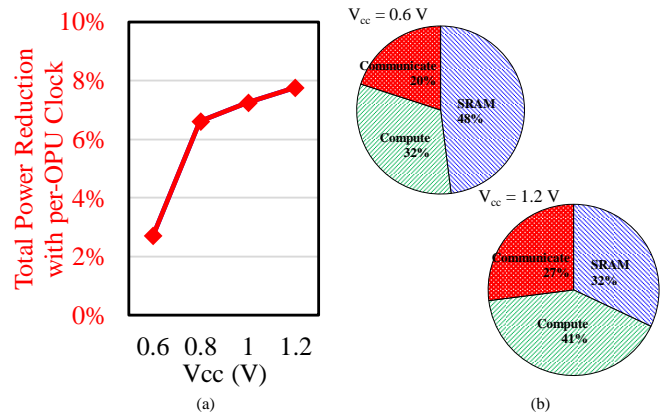 Total Power Reduction
with per-OPU Clock
10%
8%
6%
4%
2%
0%
0.6 0.8 1 1.2
Vcc (V)
(a)
Vcc = 0.6 V
Communicate
20%
SRAM
48%
Compute
32%
Vcc = 1.2 V
Communicate
27%
SRAM
32%
Compute
41%
(b)